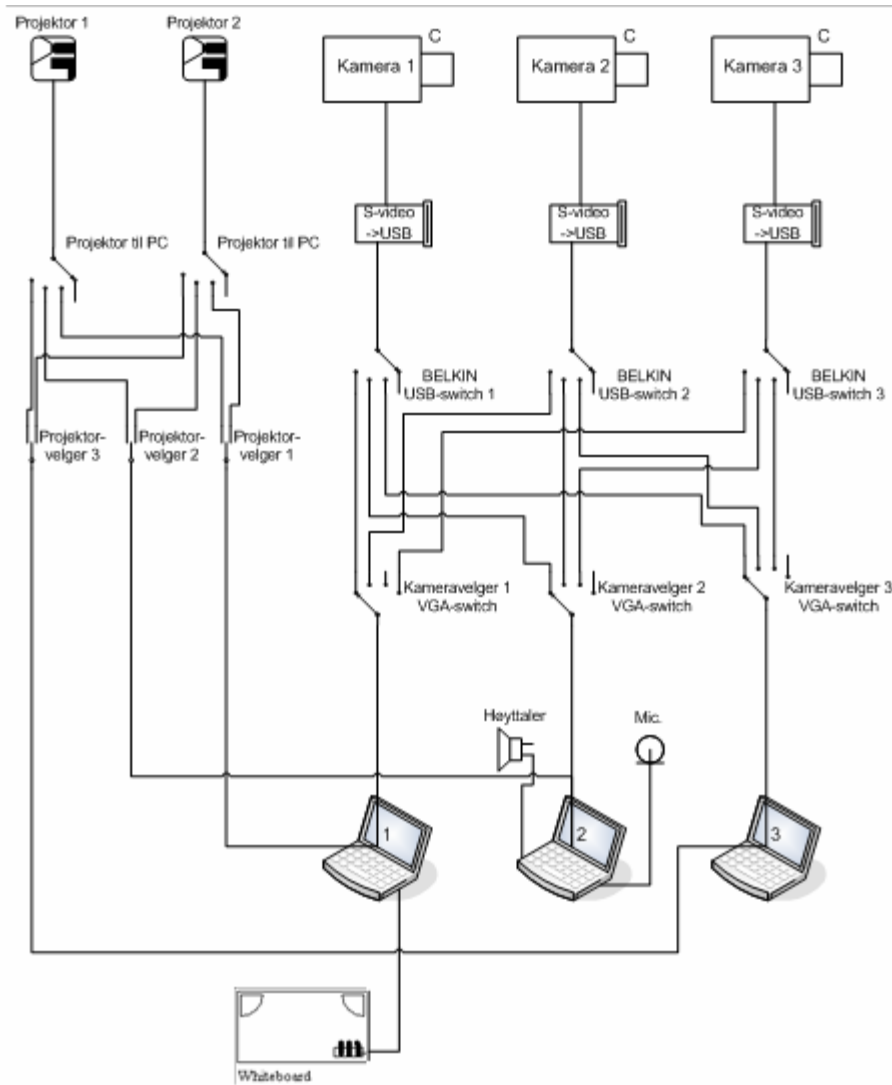 Projektor 1
Projektor 2
C
C
C
Kamera 1
Kamera 2
Kamera 3
S-video
->USB
S-video
->USB
S-video
->USB
Projektor til PC
Projektor til PC
BELKIN
USB-switch 1
BELKIN
USB-switch 2
BELKIN
USB-switch 3
Projektor-
velger 3
Projektor-
velger 2
Projektor-
velger 1
Kameravelger 1
VGA-switch
Kameravelger 2
VGA-switch
Kameravelger 3
VGA-switch
Høyttaler
Mic.
1
2
3
Whiteboard